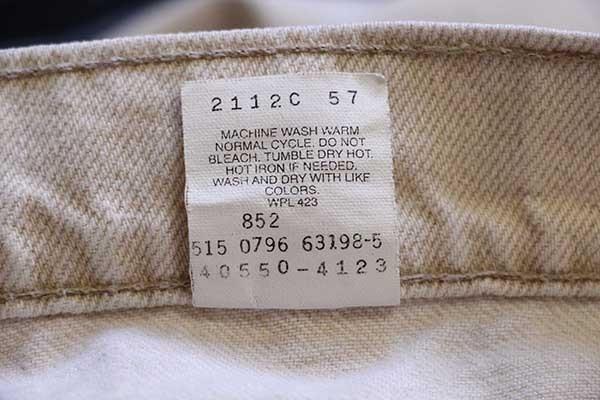 2112C 57
MACHINE WASH WARM
NORMAL CYCLE. DO NOT
BLEACH. TUMBLE DRY HOT.
HOT IRON IF NEEDED.
WASH AND DRY WITH LIKE
COLORS.
WPL 423
852
515 0796 63198-5
40550-4123